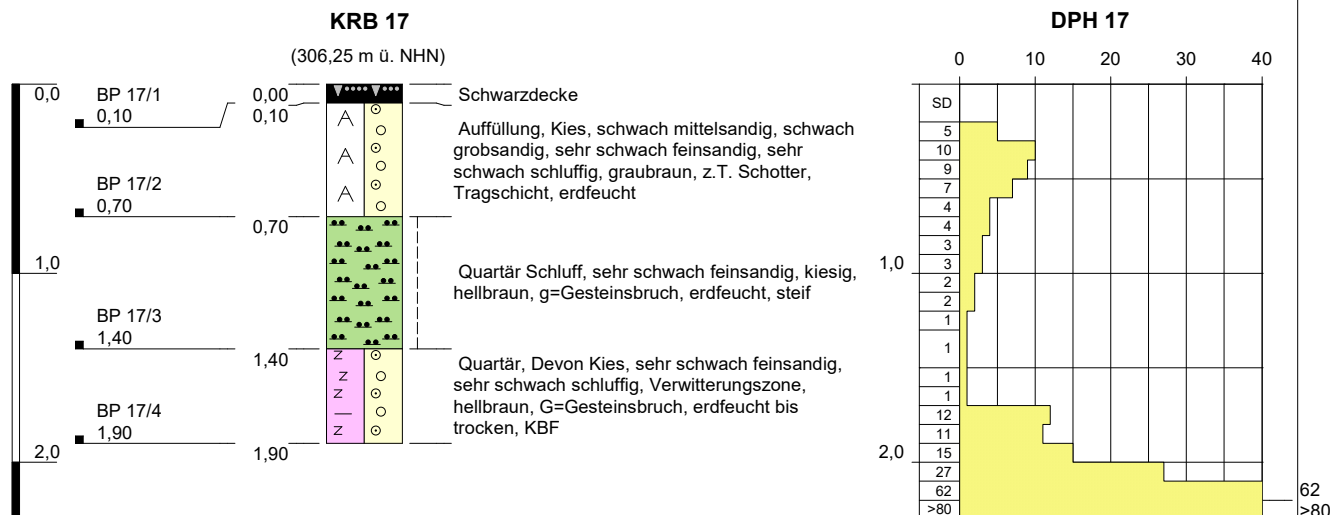 KRB 17
(306,25 m ü. NHN)
0,0
1,0
2,0
BP 17/1
0,10
BP 17/2
0,70
BP 17/3
1,40
BP 17/4
1,90
0,00
0,10
0,70
1,40
1,90
Schwarzdecke
Auffüllung, Kies, schwach mittelsandig, schwach
grobsandig, sehr schwach feinsandig, sehr
schwach schluffig, graubraun, z.T. Schotter,
Tragschicht, erdfeucht
Quartär Schluff, sehr schwach feinsandig, kiesig,
hellbraun, g=Gesteinsbruch, erdfeucht, steif
Quartär, Devon Kies, sehr schwach feinsandig,
sehr schwach schluffig, Verwitterungszone,
hellbraun, G=Gesteinsbruch, erdfeucht bis
trocken, KBF
A
A
A
Z
Z
Z
Z
DPH 17
0 10 20 30 40
1,0
2,0
SD
5
10
9
7
4
4
3
3
2
2
1
1
1
1
12
11
15
27
62
>80
62
>80